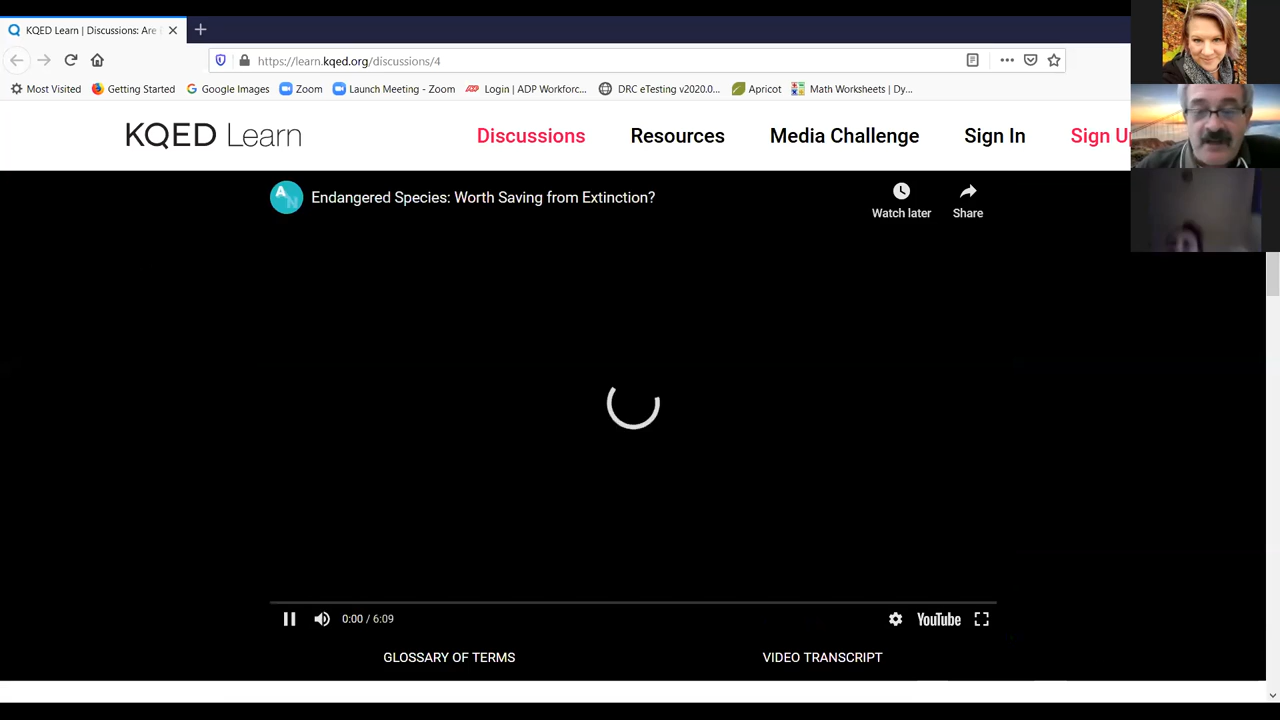 KQED Learn | Discussions: Are
https://learn.kqed.org/discussions/4
Most Visited Getting Started Google Images Zoom Launch Meeting - Zoom Login | ADP Workforc... DRC eTesting v2020.0... Apricot Math Worksheets | Dy...
KQED Learn Discussions Resources Media Challenge Sign In Sign U
A N
Endangered Species: Worth Saving from Extinction?
Watch later Share
0:00 / 6:09 YouTube
GLOSSARY OF TERMS VIDEO TRANSCRIPT